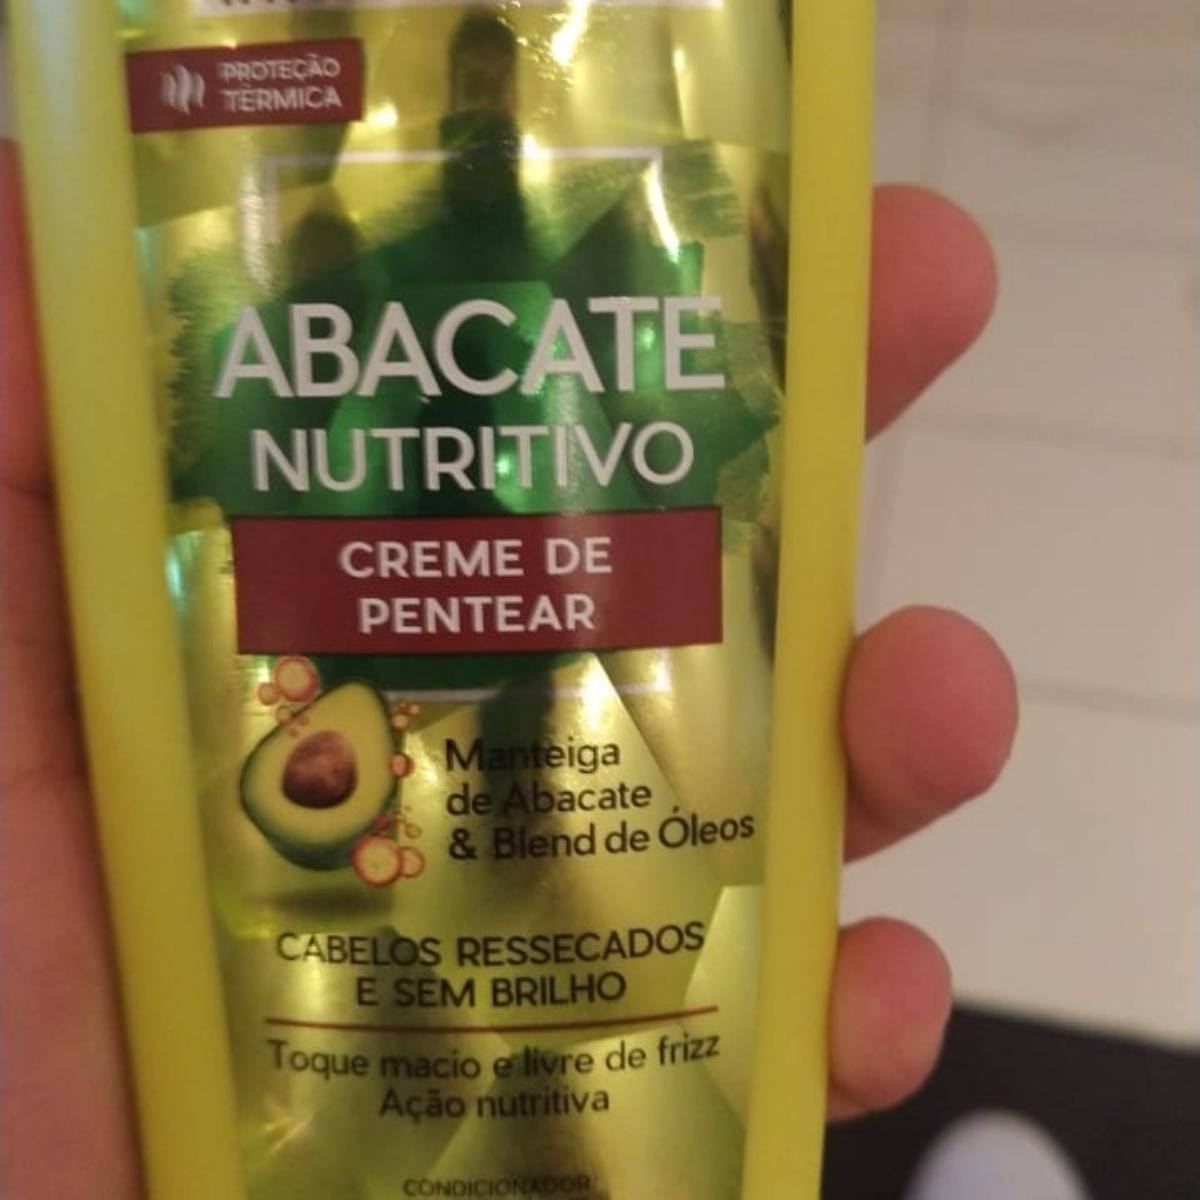 PROTEÇÃO
TÉRMICA
ABACATE
NUTRITIVO
CREME DE
PENTEAR
Manteiga
de Abacate
& Blend de Óleos
CABELOS RESSECADOS
E SEM BRILHO
Toque macio e livre de frizz
Ação nutritiva
CONDICIONADOR